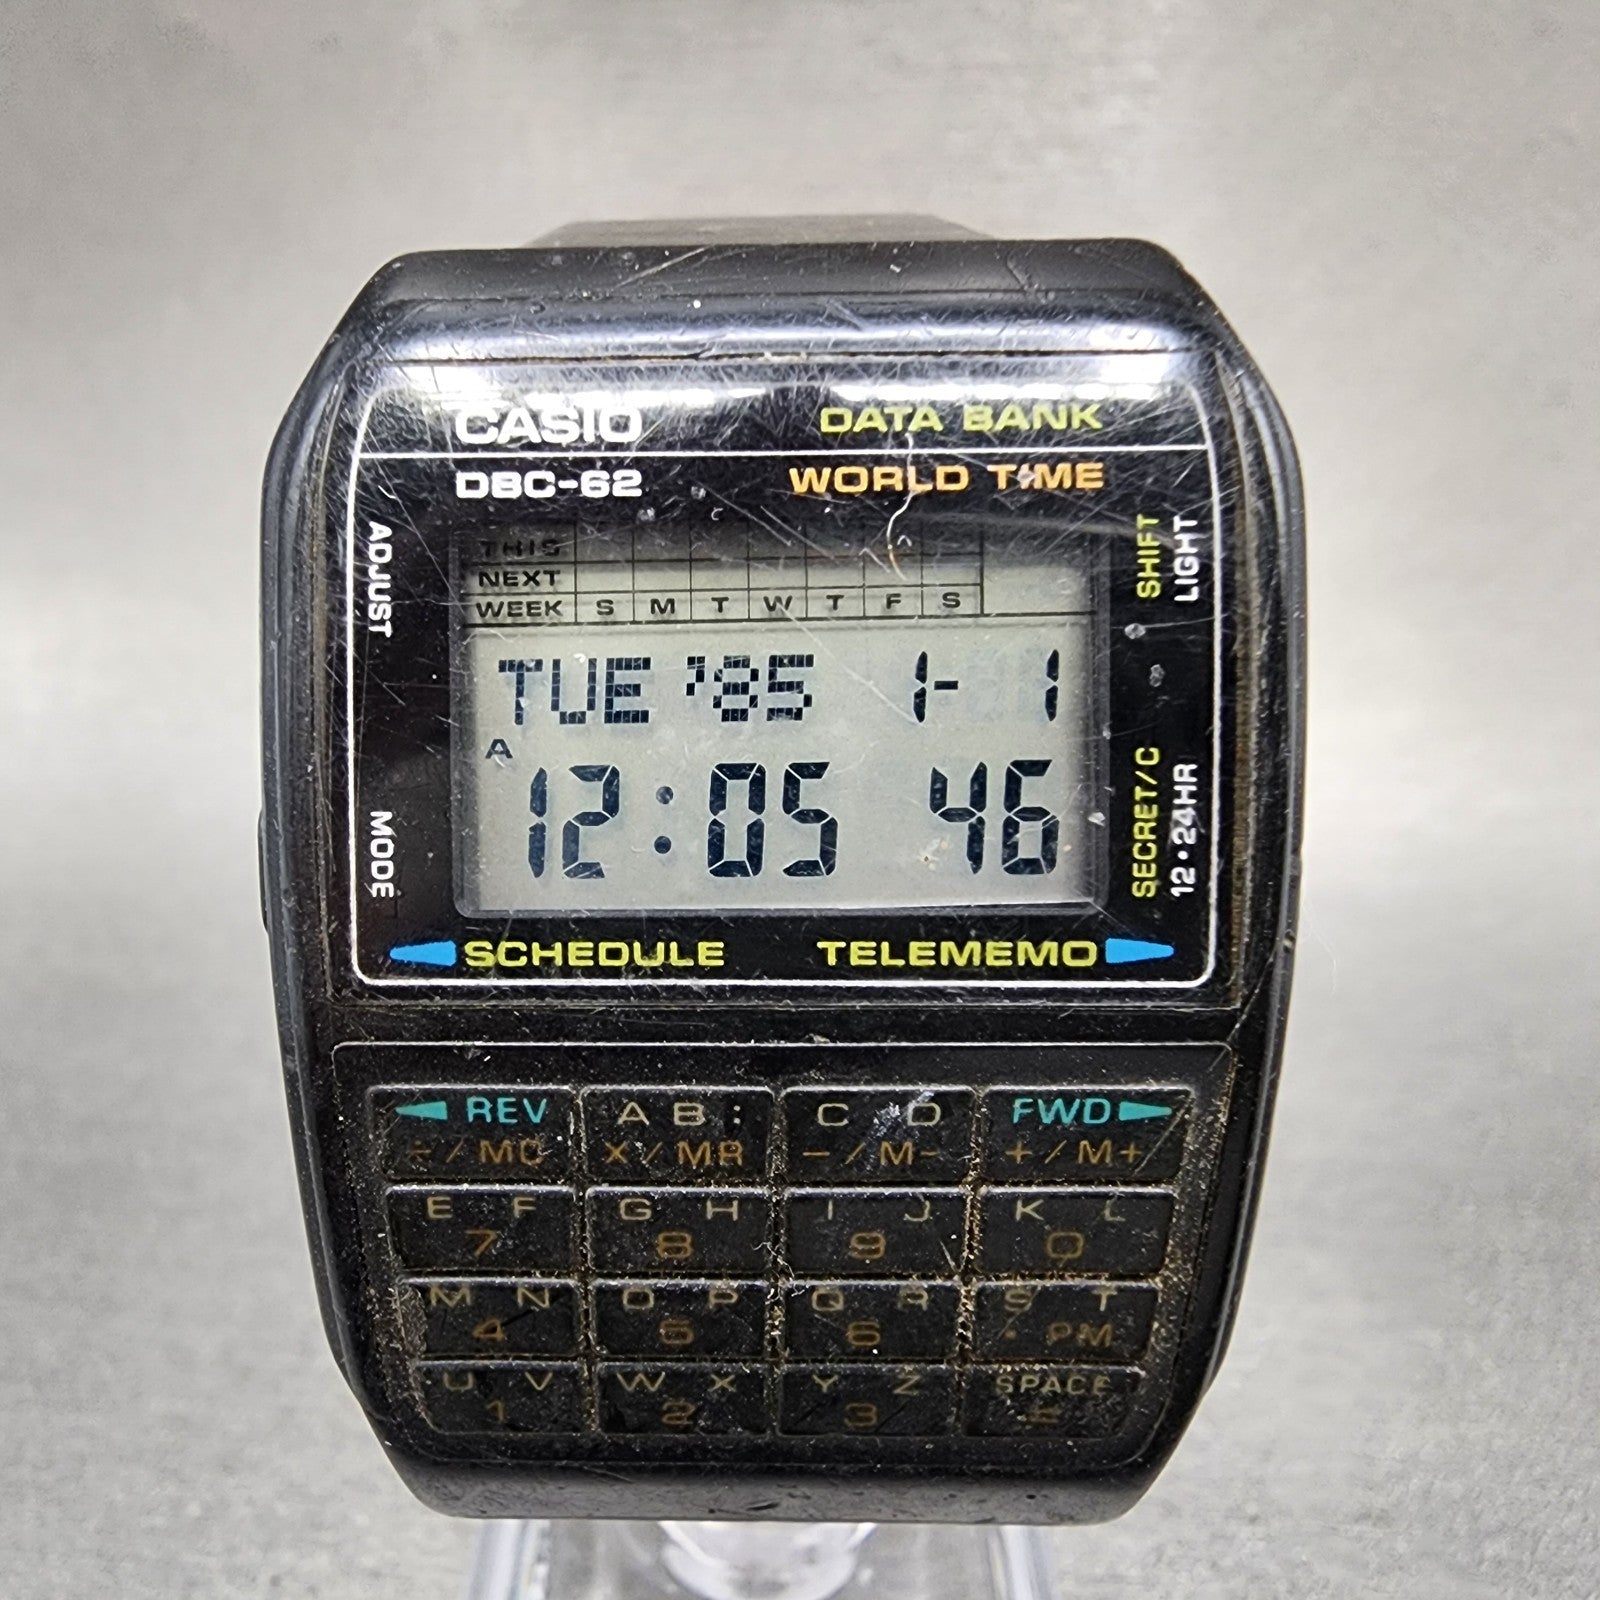 CASIO DATA BANK
DBC-62 WORLD TIME
ADJUST
MODE
SHIFT
LIGHT
SECRET/C
12·24HR
THIS
NEXT
WEEK S M T W T F S
TUE '85 1- 1
A
12:05 46
SCHEDULE TELEMEMO
REV A B : C D FWD
÷/MC X/MR -/M- +/M+
E F G H I J K L
7 8 9 0
M N O P Q R S T
4 5 6 · PM
U V W X Y Z SPACE
1 2 3 =